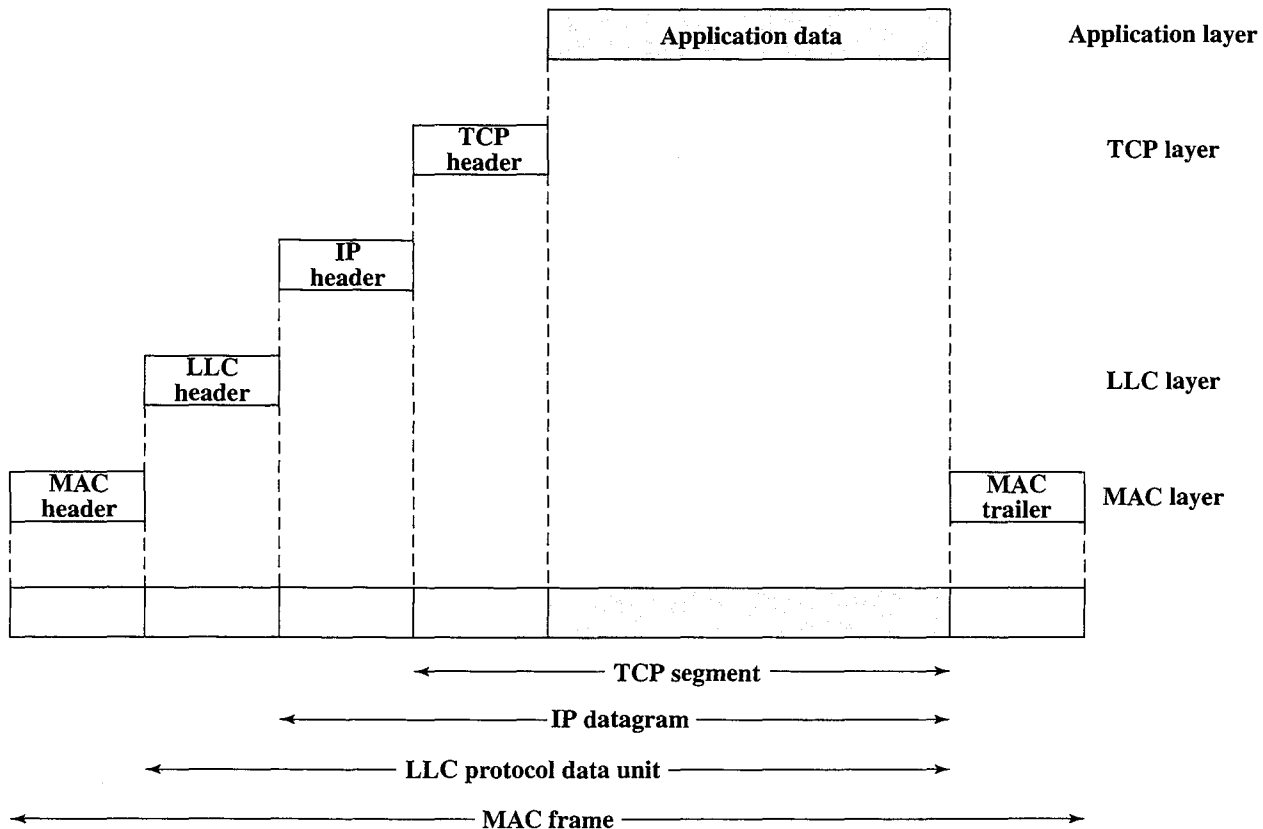 Application data
Application layer
TCP
header
TCP layer
IP
header
LLC
header
LLC layer
MAC
header
MAC
trailer
MAC layer
TCP segment
IP datagram
LLC protocol data unit
MAC frame